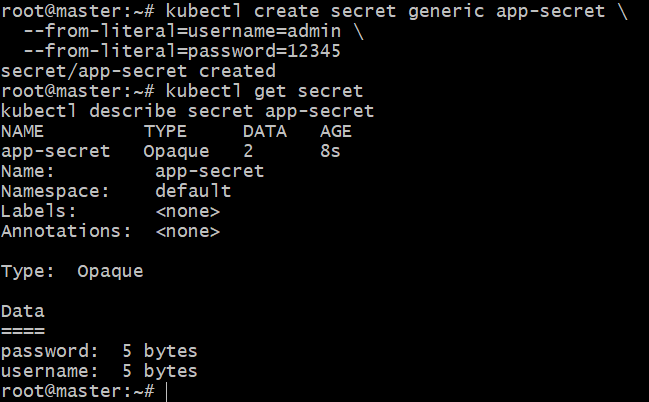 root@master:~# kubectl create secret generic app-secret \
  --from-literal=username=admin \
  --from-literal=password=12345
secret/app-secret created
root@master:~# kubectl get secret
kubectl describe secret app-secret
NAME         TYPE     DATA   AGE
app-secret   Opaque   2      8s
Name:         app-secret
Namespace:    default
Labels:       <none>
Annotations:  <none>

Type:  Opaque

Data
====
password:  5 bytes
username:  5 bytes
root@master:~#